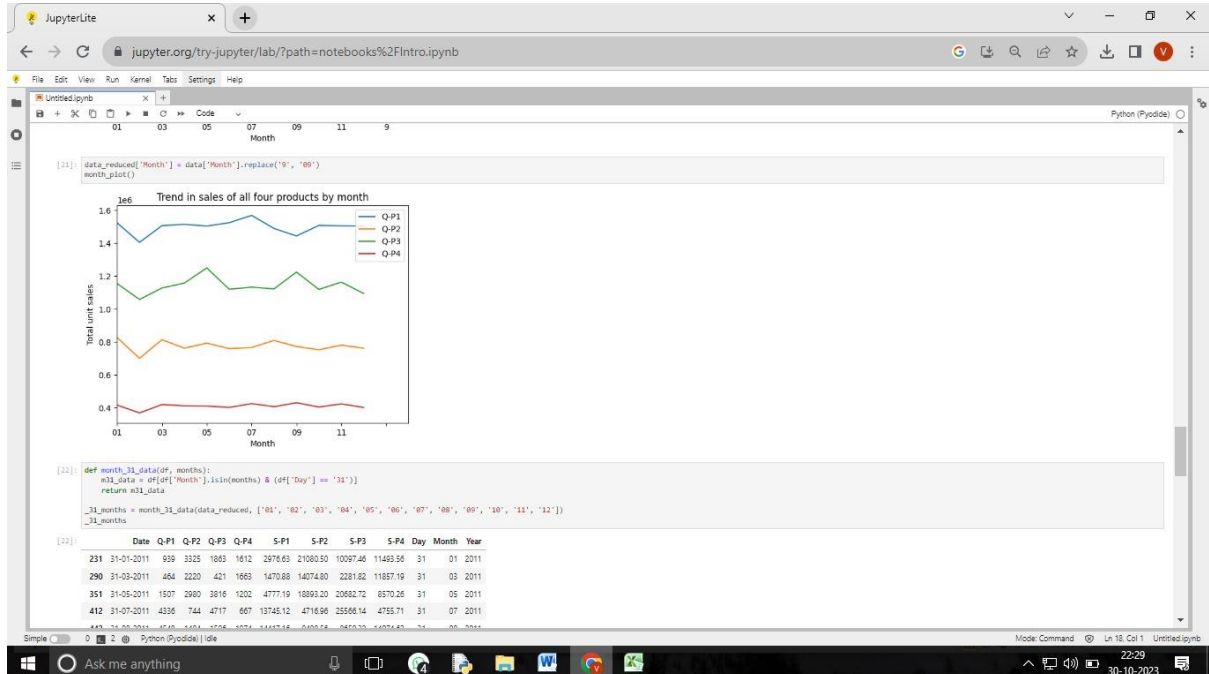 JupyterLite
jupyter.org/try-jupyter/lab/?path=notebooks%2FIntro.ipynb
V
File Edit View Run Kernel Tabs Settings Help
Untitled.ipynb
Code
Python (Pyodide)
01 03 05 07 09 11 9
Month
[21]: data_reduced['Month'] = data['Month'].replace('9', '09')
month_plot()
Trend in sales of all four products by month
1e6
Q-P1
Q-P2
Q-P3
Q-P4
1.6
1.4
1.2
1.0
0.8
0.6
0.4
Total unit sales
01 03 05 07 09 11
Month
[22]: def month_31_data(df, months):
m31_data = df[df['Month'].isin(months) & (df['Day'] == '31')]
return m31_data
_31_months = month_31_data(data_reduced, ['01', '02', '03', '04', '05', '06', '07', '08', '09', '10', '11', '12'])
_31_months
[22]: Date Q-P1 Q-P2 Q-P3 Q-P4 S-P1 S-P2 S-P3 S-P4 Day Month Year
231 31-01-2011 939 3325 1863 1612 2976.63 21080.50 10097.46 11493.56 31 01 2011
290 31-03-2011 464 2220 421 1663 1470.88 14074.80 2281.82 11857.19 31 03 2011
351 31-05-2011 1507 2980 3816 1202 4777.19 18893.20 20682.72 8570.26 31 05 2011
412 31-07-2011 4336 744 4717 667 13745.12 4716.96 25566.14 4755.71 31 07 2011
Simple 0 2 Python (Pyodide) | Idle
Mode: Command Ln 18, Col 1 Untitled.ipynb
Ask me anything
4
22:29
30-10-2023